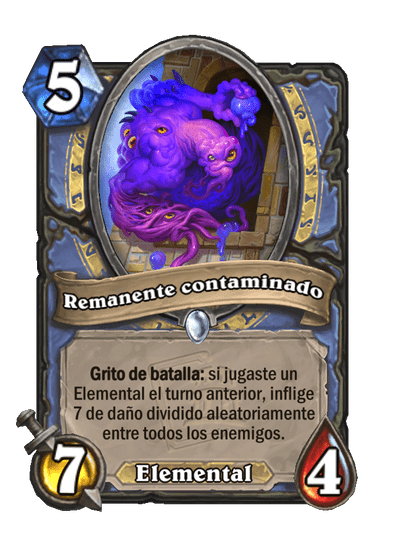 5
Remanente contaminado
Grito de batalla: si jugaste un
Elemental el turno anterior, inflige
7 de daño dividido aleatoriamente
entre todos los enemigos.
7
Elemental
4